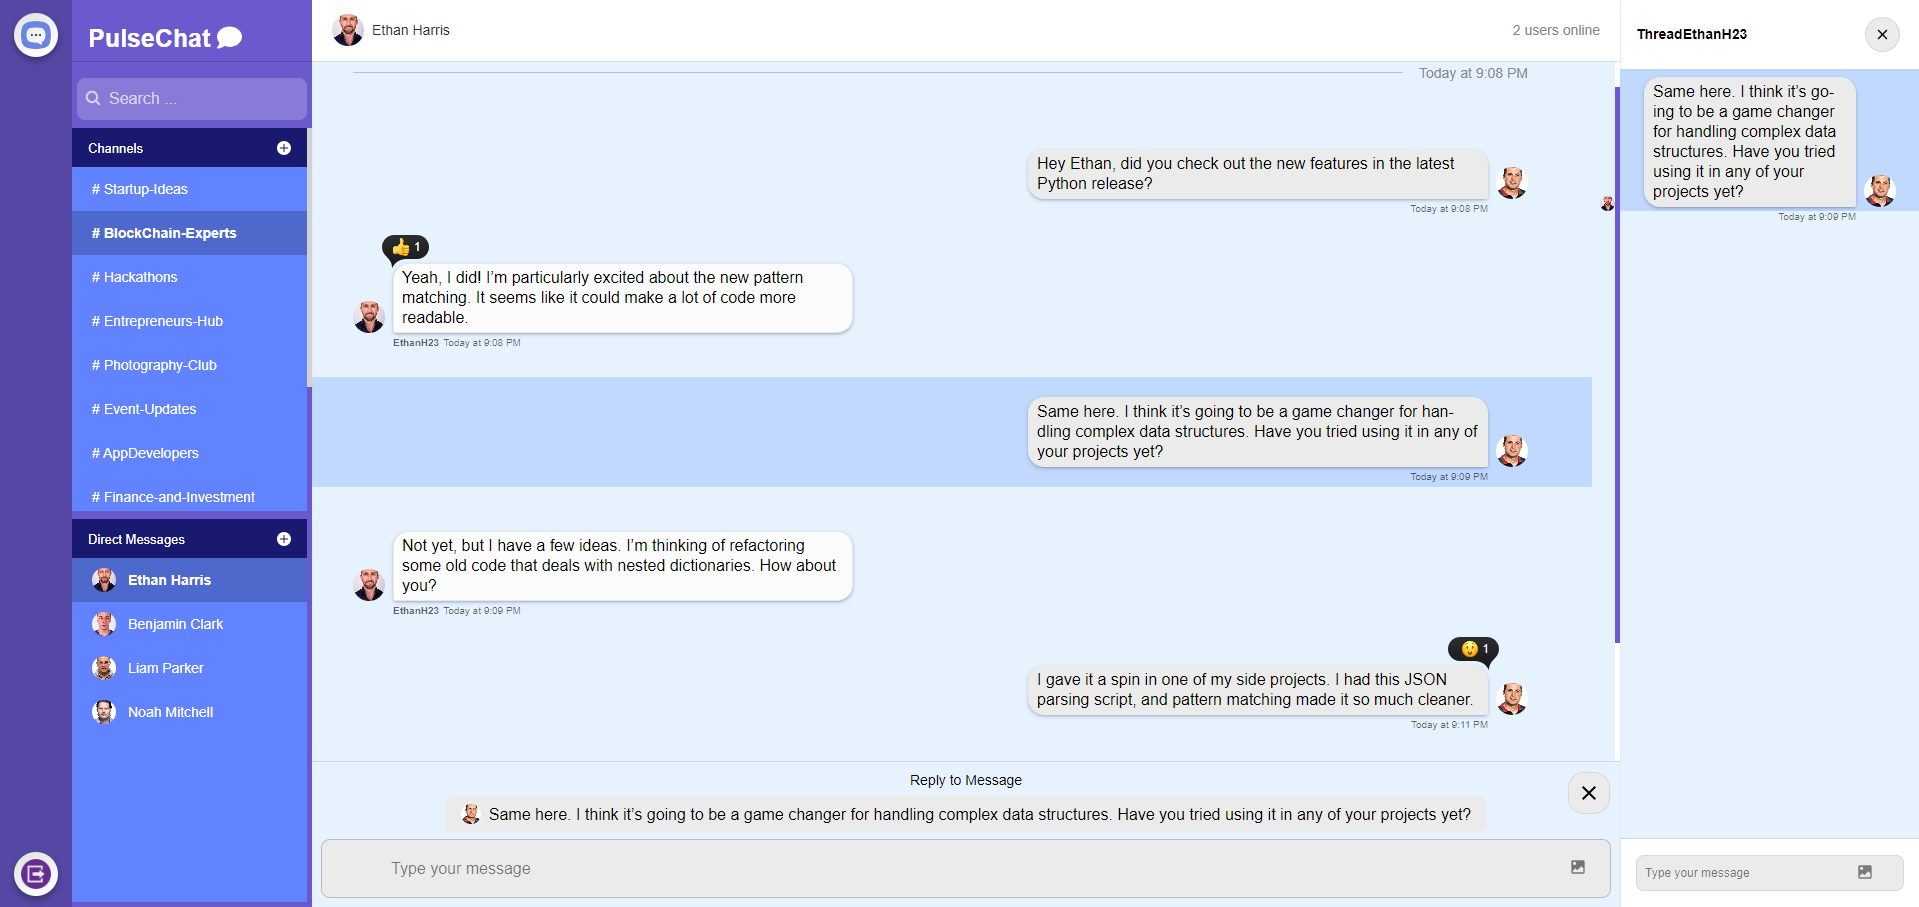 PulseChat
Search ...
Channels
# Startup-Ideas
# BlockChain-Experts
# Hackathons
# Entrepreneurs-Hub
# Photography-Club
# Event-Updates
# AppDevelopers
# Finance-and-Investment
Direct Messages
Ethan Harris
Benjamin Clark
Liam Parker
Noah Mitchell
Ethan Harris
2 users online
Today at 9:08 PM
Hey Ethan, did you check out the new features in the latest
Python release?
Today at 9:08 PM
👍 1
Yeah, I did! I’m particularly excited about the new pattern
matching. It seems like it could make a lot of code more
readable.
EthanH23 Today at 9:08 PM
Same here. I think it’s going to be a game changer for han-
dling complex data structures. Have you tried using it in any of
your projects yet?
Today at 9:09 PM
Not yet, but I have a few ideas. I’m thinking of refactoring
some old code that deals with nested dictionaries. How about
you?
EthanH23 Today at 9:09 PM
😲 1
I gave it a spin in one of my side projects. I had this JSON
parsing script, and pattern matching made it so much cleaner.
Today at 9:11 PM
Reply to Message
Same here. I think it’s going to be a game changer for handling complex data structures. Have you tried using it in any of your projects yet?
Type your message
ThreadEthanH23
Same here. I think it’s go-
ing to be a game changer
for handling complex data
structures. Have you tried
using it in any of your
projects yet?
Today at 9:09 PM
Type your message